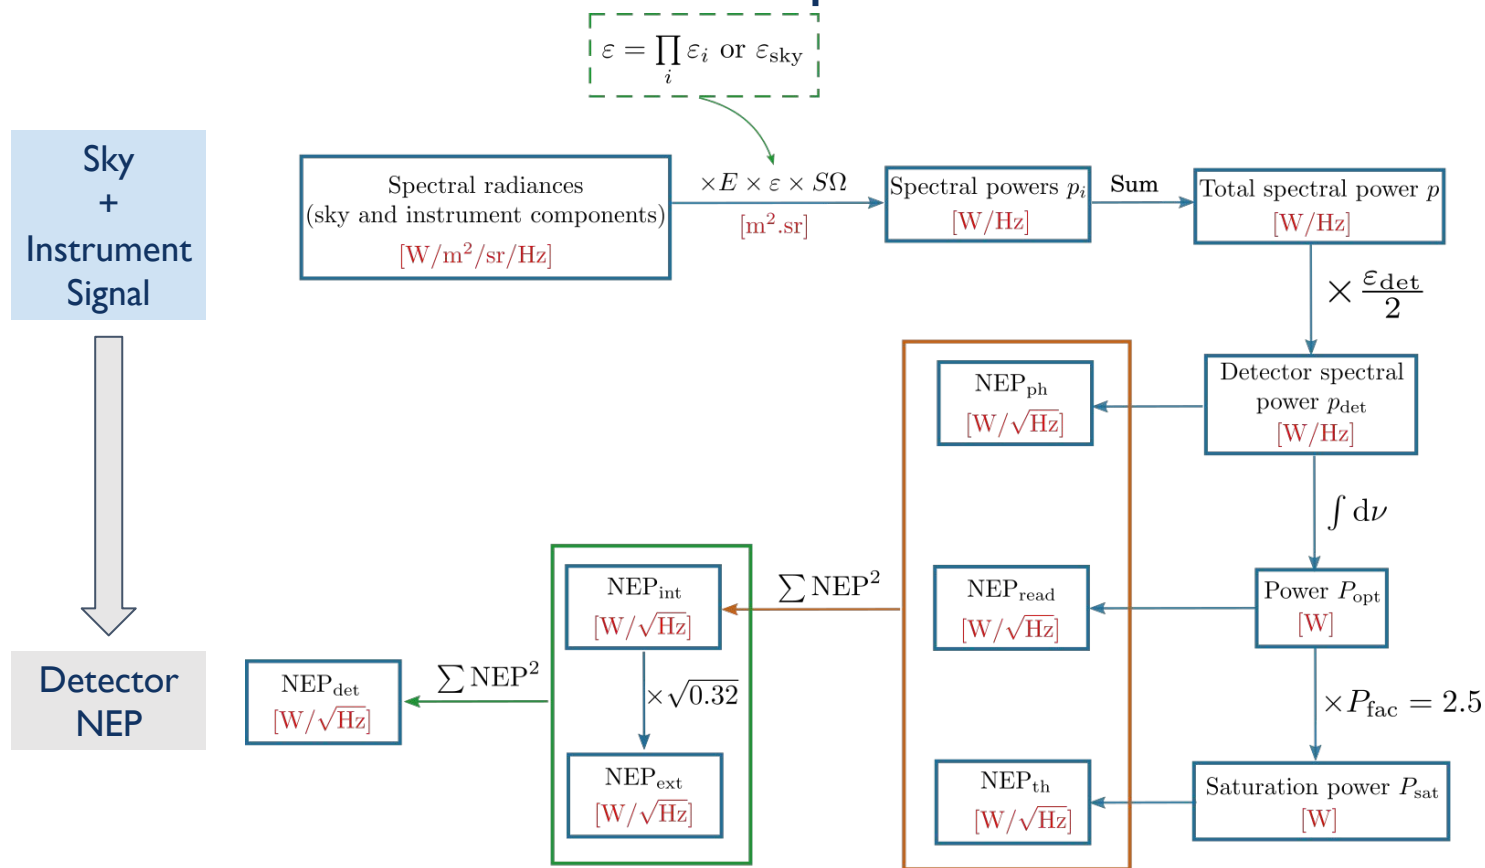 ε = ∏ᵢ εᵢ or ε_sky
Sky
+
Instrument
Signal
Spectral radiances
(sky and instrument components)
[W/m²/sr/Hz]
×E × ε × SΩ
[m².sr]
Spectral powers pᵢ
[W/Hz]
Sum
Total spectral power p
[W/Hz]
× ε_det/2
Detector spectral
power p_det
[W/Hz]
NEP_ph
[W/√Hz]
∫ dν
Power P_opt
[W]
NEP_read
[W/√Hz]
∑ NEP²
NEP_int
[W/√Hz]
×√0.32
NEP_ext
[W/√Hz]
×P_fac = 2.5
Saturation power P_sat
[W]
NEP_th
[W/√Hz]
∑ NEP²
NEP_det
[W/√Hz]
Detector
NEP